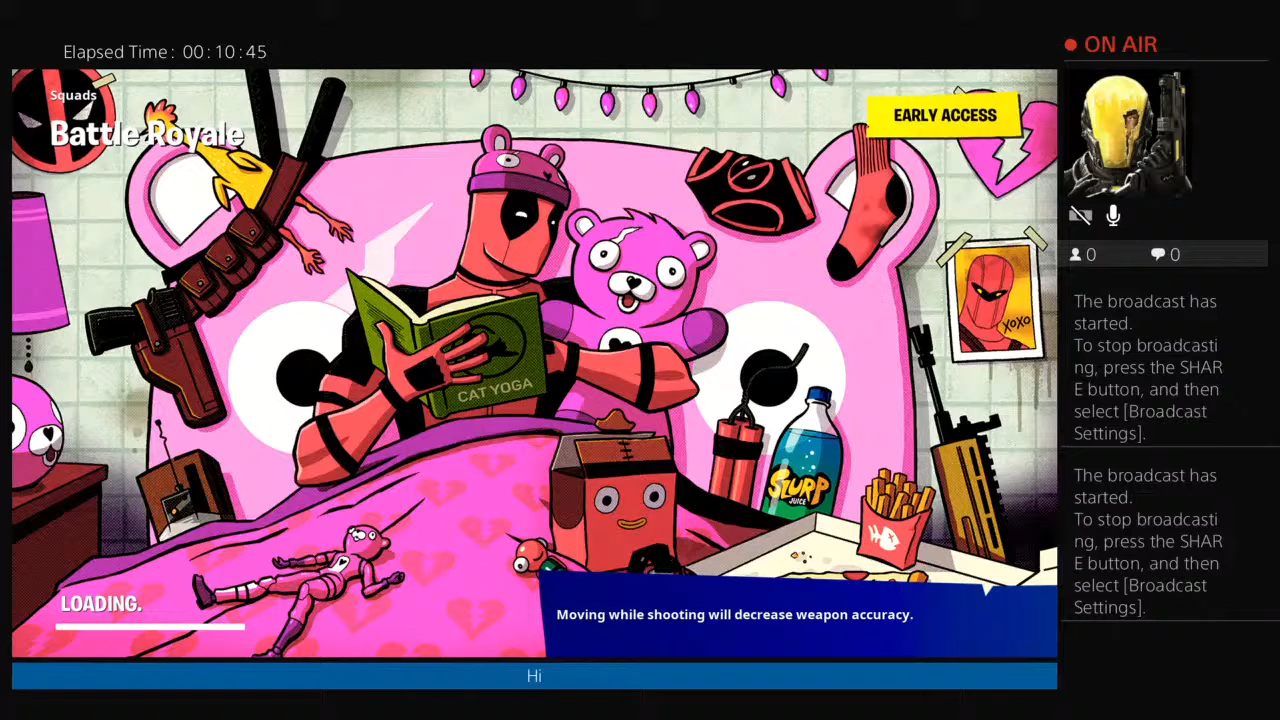 Elapsed Time: 00:10:45
ON AIR
Squads
Battle Royale
EARLY ACCESS
0
0
XOXO
CAT YOGA
SLURP
JUICE
LOADING.
Moving while shooting will decrease weapon accuracy.
Hi
The broadcast has
started.
To stop broadcasti
ng, press the SHAR
E button, and then
select [Broadcast
Settings].
The broadcast has
started.
To stop broadcasti
ng, press the SHAR
E button, and then
select [Broadcast
Settings].